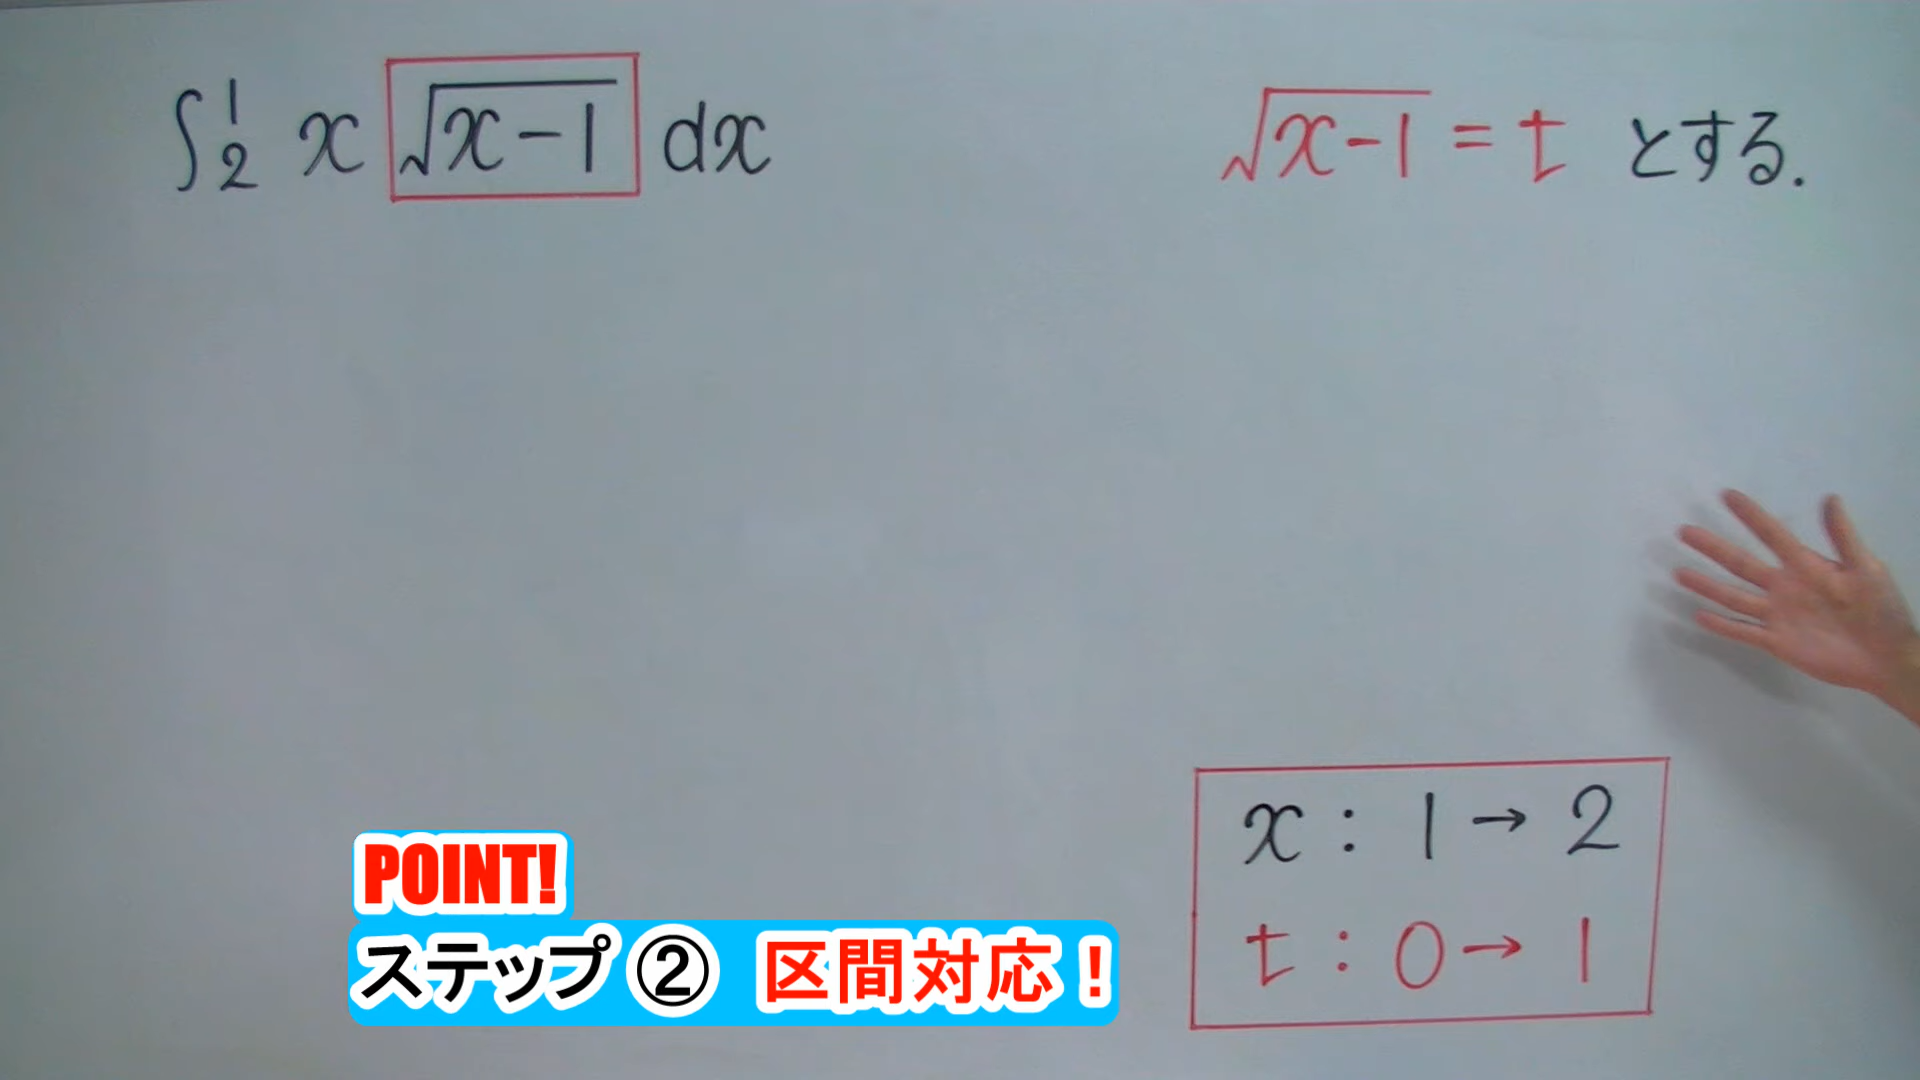 ∫₂¹ x √(x-1) dx
√(x-1) = t とする.
x : 1 → 2
t : 0 → 1
POINT!
ステップ ② 区間対応！